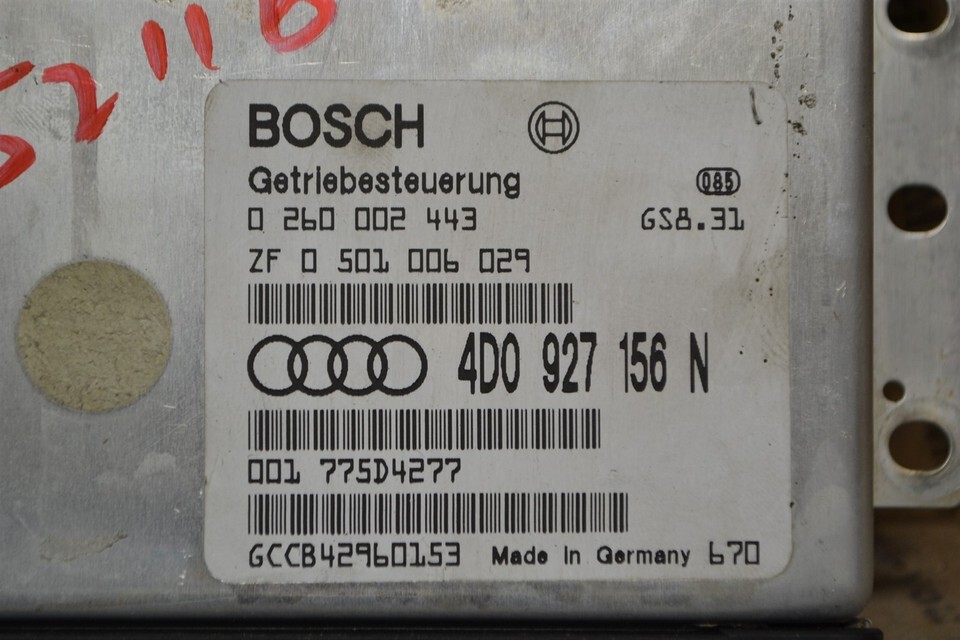 52116
BOSCH
Getriebesteuerung 085
0 260 002 443 GS8.31
ZF 0 501 006 029
4D0 927 156 N
001 775D4277
GCCB42960153 Made In Germany 670